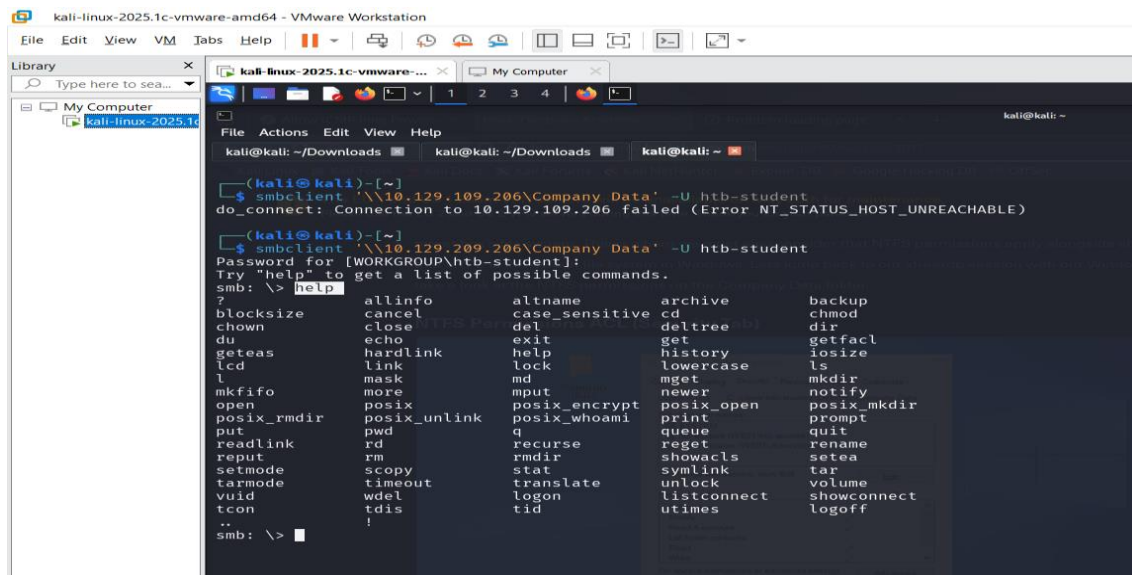 kali-linux-2025.1c-vmware-amd64 - VMware Workstation
File Edit View VM Tabs Help
Library
Type here to sea...
My Computer
kali-linux-2025.1c
kali-linux-2025.1c-vmware-...
My Computer
1 2 3 4
kali@kali: ~
File Actions Edit View Help
kali@kali: ~/Downloads
kali@kali: ~/Downloads
kali@kali: ~
(kali㉿kali)-[~]
$ smbclient '\\10.129.109.206\Company Data' -U htb-student
do_connect: Connection to 10.129.109.206 failed (Error NT_STATUS_HOST_UNREACHABLE)
(kali㉿kali)-[~]
$ smbclient '\\10.129.209.206\Company Data' -U htb-student
Password for [WORKGROUP\htb-student]:
Try "help" to get a list of possible commands.
smb: \> help
? allinfo altname archive backup
blocksize cancel case_sensitive cd chmod
chown close del deltree dir
du echo exit get getfacl
geteas hardlink help history iosize
lcd link lock lowercase ls
l mask md mget mkdir
mkfifo more mput newer notify
open posix posix_encrypt posix_open posix_mkdir
posix_rmdir posix_unlink posix_whoami print prompt
put pwd q queue quit
readlink rd recurse reget rename
reput rm rmdir showacls setea
setmode scopy stat symlink tar
tarmode timeout translate unlock volume
vuid wdel logon listconnect showconnect
tcon tdis tid utimes logoff
.. !
smb: \>